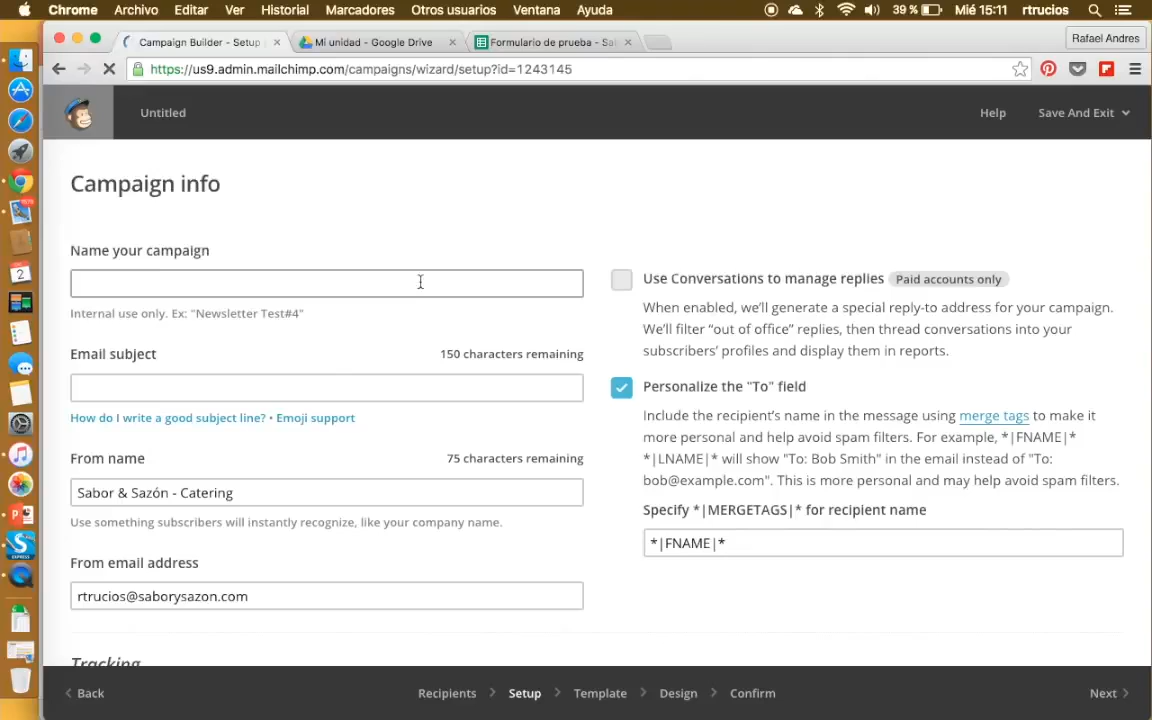 Chrome Archivo Editar Ver Historial Marcadores Otros usuarios Ventana Ayuda 39 % Mié 15:11 rtrucios
Campaign Builder - Setup Mi unidad - Google Drive Formulario de prueba - Sa Rafael Andres
https://us9.admin.mailchimp.com/campaigns/wizard/setup?id=1243145
Untitled Help Save And Exit
Campaign info
Name your campaign
Internal use only. Ex: "Newsletter Test#4"
Email subject 150 characters remaining
How do I write a good subject line? • Emoji support
From name 75 characters remaining
Sabor & Sazón - Catering
Use something subscribers will instantly recognize, like your company name.
From email address
rtrucios@saborysazon.com
Tracking
Use Conversations to manage replies Paid accounts only
When enabled, we'll generate a special reply-to address for your campaign.
We'll filter "out of office" replies, then thread conversations into your
subscribers' profiles and display them in reports.
Personalize the "To" field
Include the recipient's name in the message using merge tags to make it
more personal and help avoid spam filters. For example, *|FNAME|*
*|LNAME|* will show "To: Bob Smith" in the email instead of "To:
bob@example.com". This is more personal and may help avoid spam filters.
Specify *|MERGETAGS|* for recipient name
*|FNAME|*
Back Recipients Setup Template Design Confirm Next
2